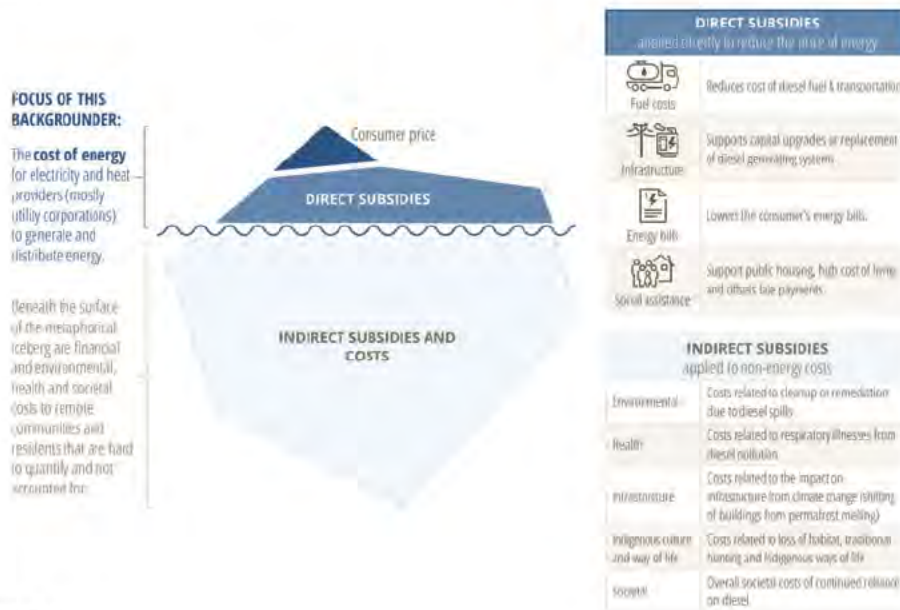 FOCUS OF THIS
BACKGROUNDER:
The cost of energy
for electricity and heat
providers (mostly
utility corporations)
to generate and
distribute energy.
Beneath the surface
of the metaphorical
iceberg are financial
and environmental,
health and societal
costs to remote
communities and
residents that are hard
to quantify and not
accounted for.
Consumer price
DIRECT SUBSIDIES
INDIRECT SUBSIDIES AND
COSTS
DIRECT SUBSIDIES
applied directly to reduce the price of energy
Fuel costs
Reduces cost of diesel fuel & transportation
Infrastructure
Supports capital upgrades or replacement
of diesel generating systems
Energy bills
Lowers the consumer's energy bills.
Social assistance
Support public housing, high cost of living
and others payments.
INDIRECT SUBSIDIES
applied to non-energy costs
Environmental
Costs related to cleanup or remediation
due to diesel spills
Health
Costs related to respiratory illnesses from
diesel pollution
Infrastructure
Costs related to the impact on
infrastructure from climate change (shifting
of buildings from permafrost melting)
Indigenous culture
and way of life
Costs related to loss of habitat, traditional
hunting and Indigenous ways of life
Societal
Overall societal costs of continued reliance
on diesel